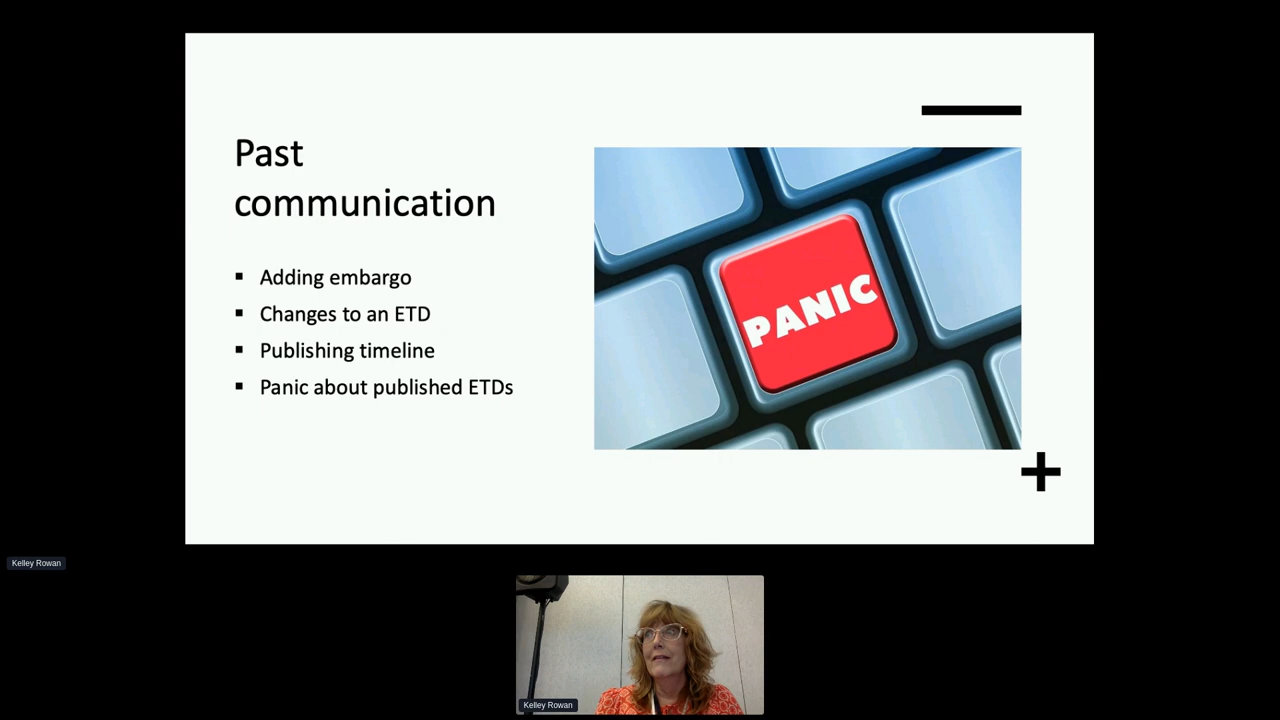 Past
communication
Adding embargo
Changes to an ETD
Publishing timeline
Panic about published ETDs
PANIC
Kelley Rowan
Kelley Rowan